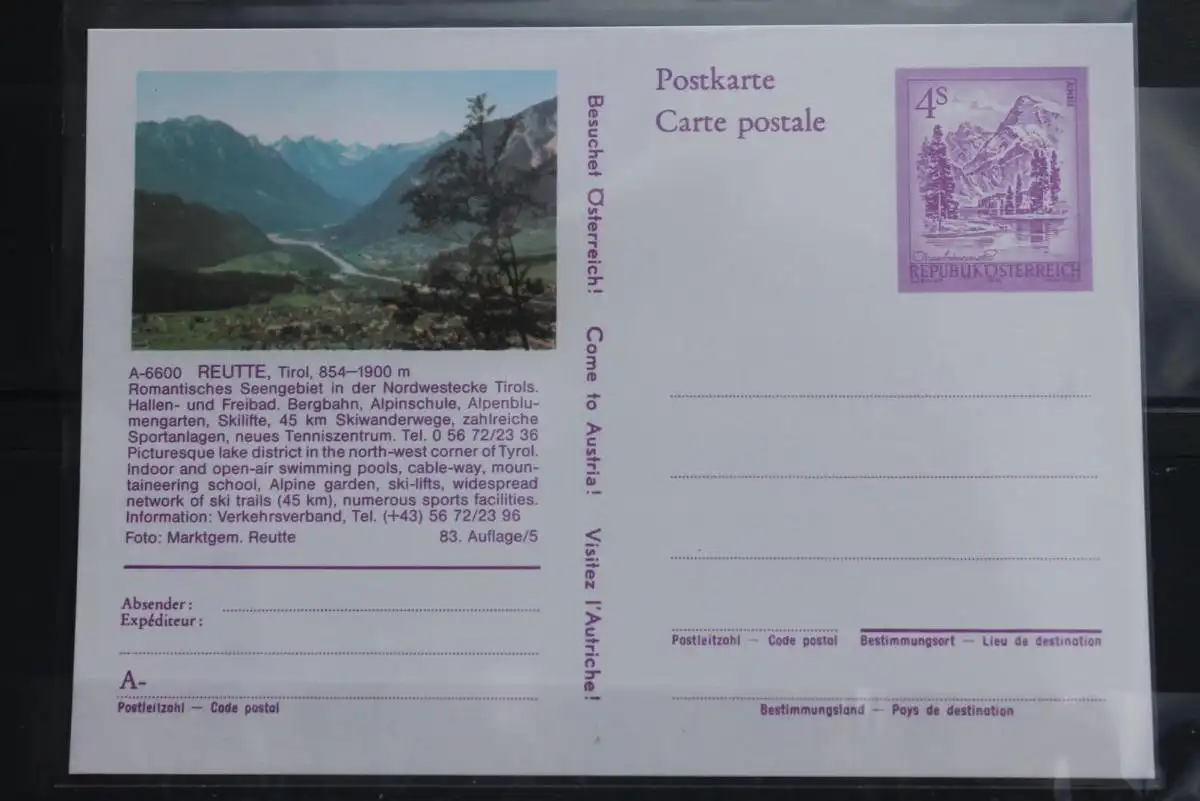 A-6600 REUTTE, Tirol, 854—1900 m
Romantisches Seengebiet in der Nordwestecke Tirols.
Hallen- und Freibad. Bergbahn, Alpinschule, Alpenblu-
mengarten, Skilifte, 45 km Skiwanderwege, zahlreiche
Sportanlagen, neues Tenniszentrum. Tel. 0 56 72/23 36
Picturesque lake district in the north-west corner of Tyrol.
Indoor and open-air swimming pools, cable-way, moun-
taineering school, Alpine garden, ski-lifts, widespread
network of ski trails (45 km), numerous sports facilities.
Information: Verkehrsverband, Tel. (+43) 56 72/23 96
Foto: Marktgem. Reutte 83. Auflage/5
Absender:
Expéditeur:
A-
Postleitzahl — Code postal
Besuchet Österreich! Come to Austria! Visitez l'Autriche!
Postkarte
Carte postale
4S
REPUBLIK ÖSTERREICH
Postleitzahl — Code postal Bestimmungsort — Lieu de destination
Bestimmungsland — Pays de destination